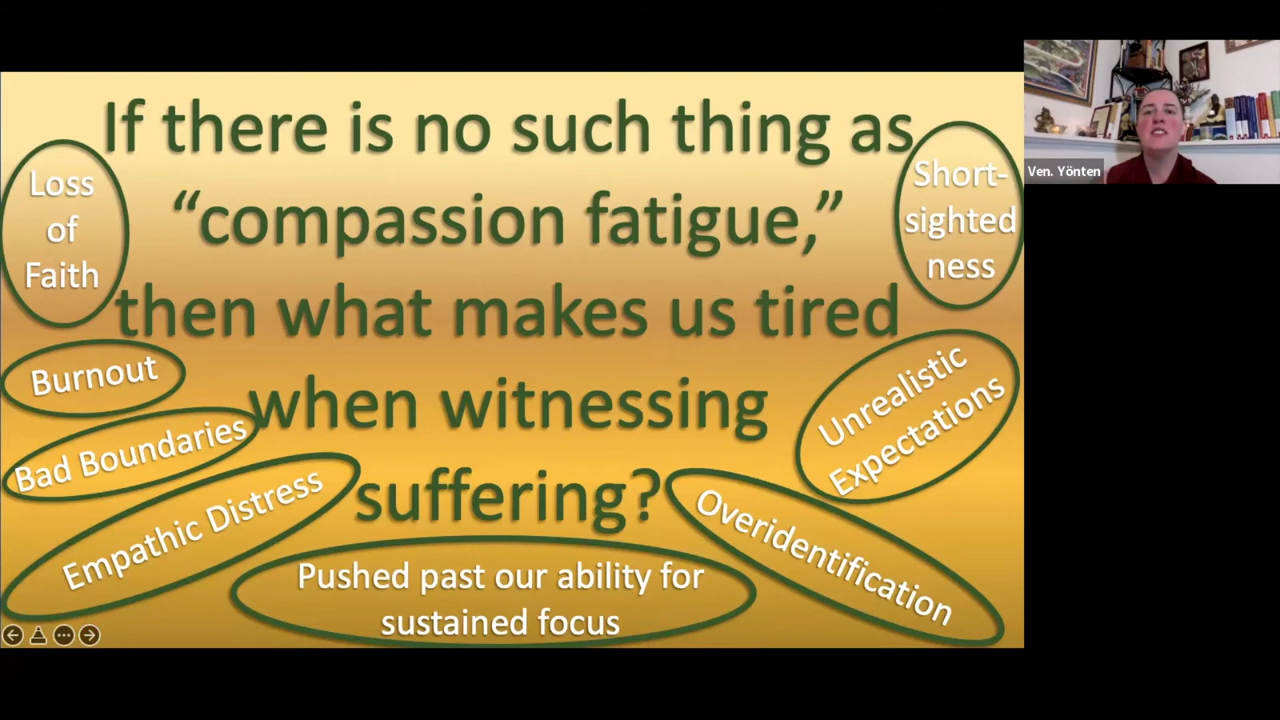 If there is no such thing as
“compassion fatigue,”
then what makes us tired
when witnessing
suffering?
Loss
of
Faith
Burnout
Bad Boundaries
Empathic Distress
Pushed past our ability for
sustained focus
Overidentification
Unrealistic
Expectations
Short-
sighted
ness
Ven. Yönten